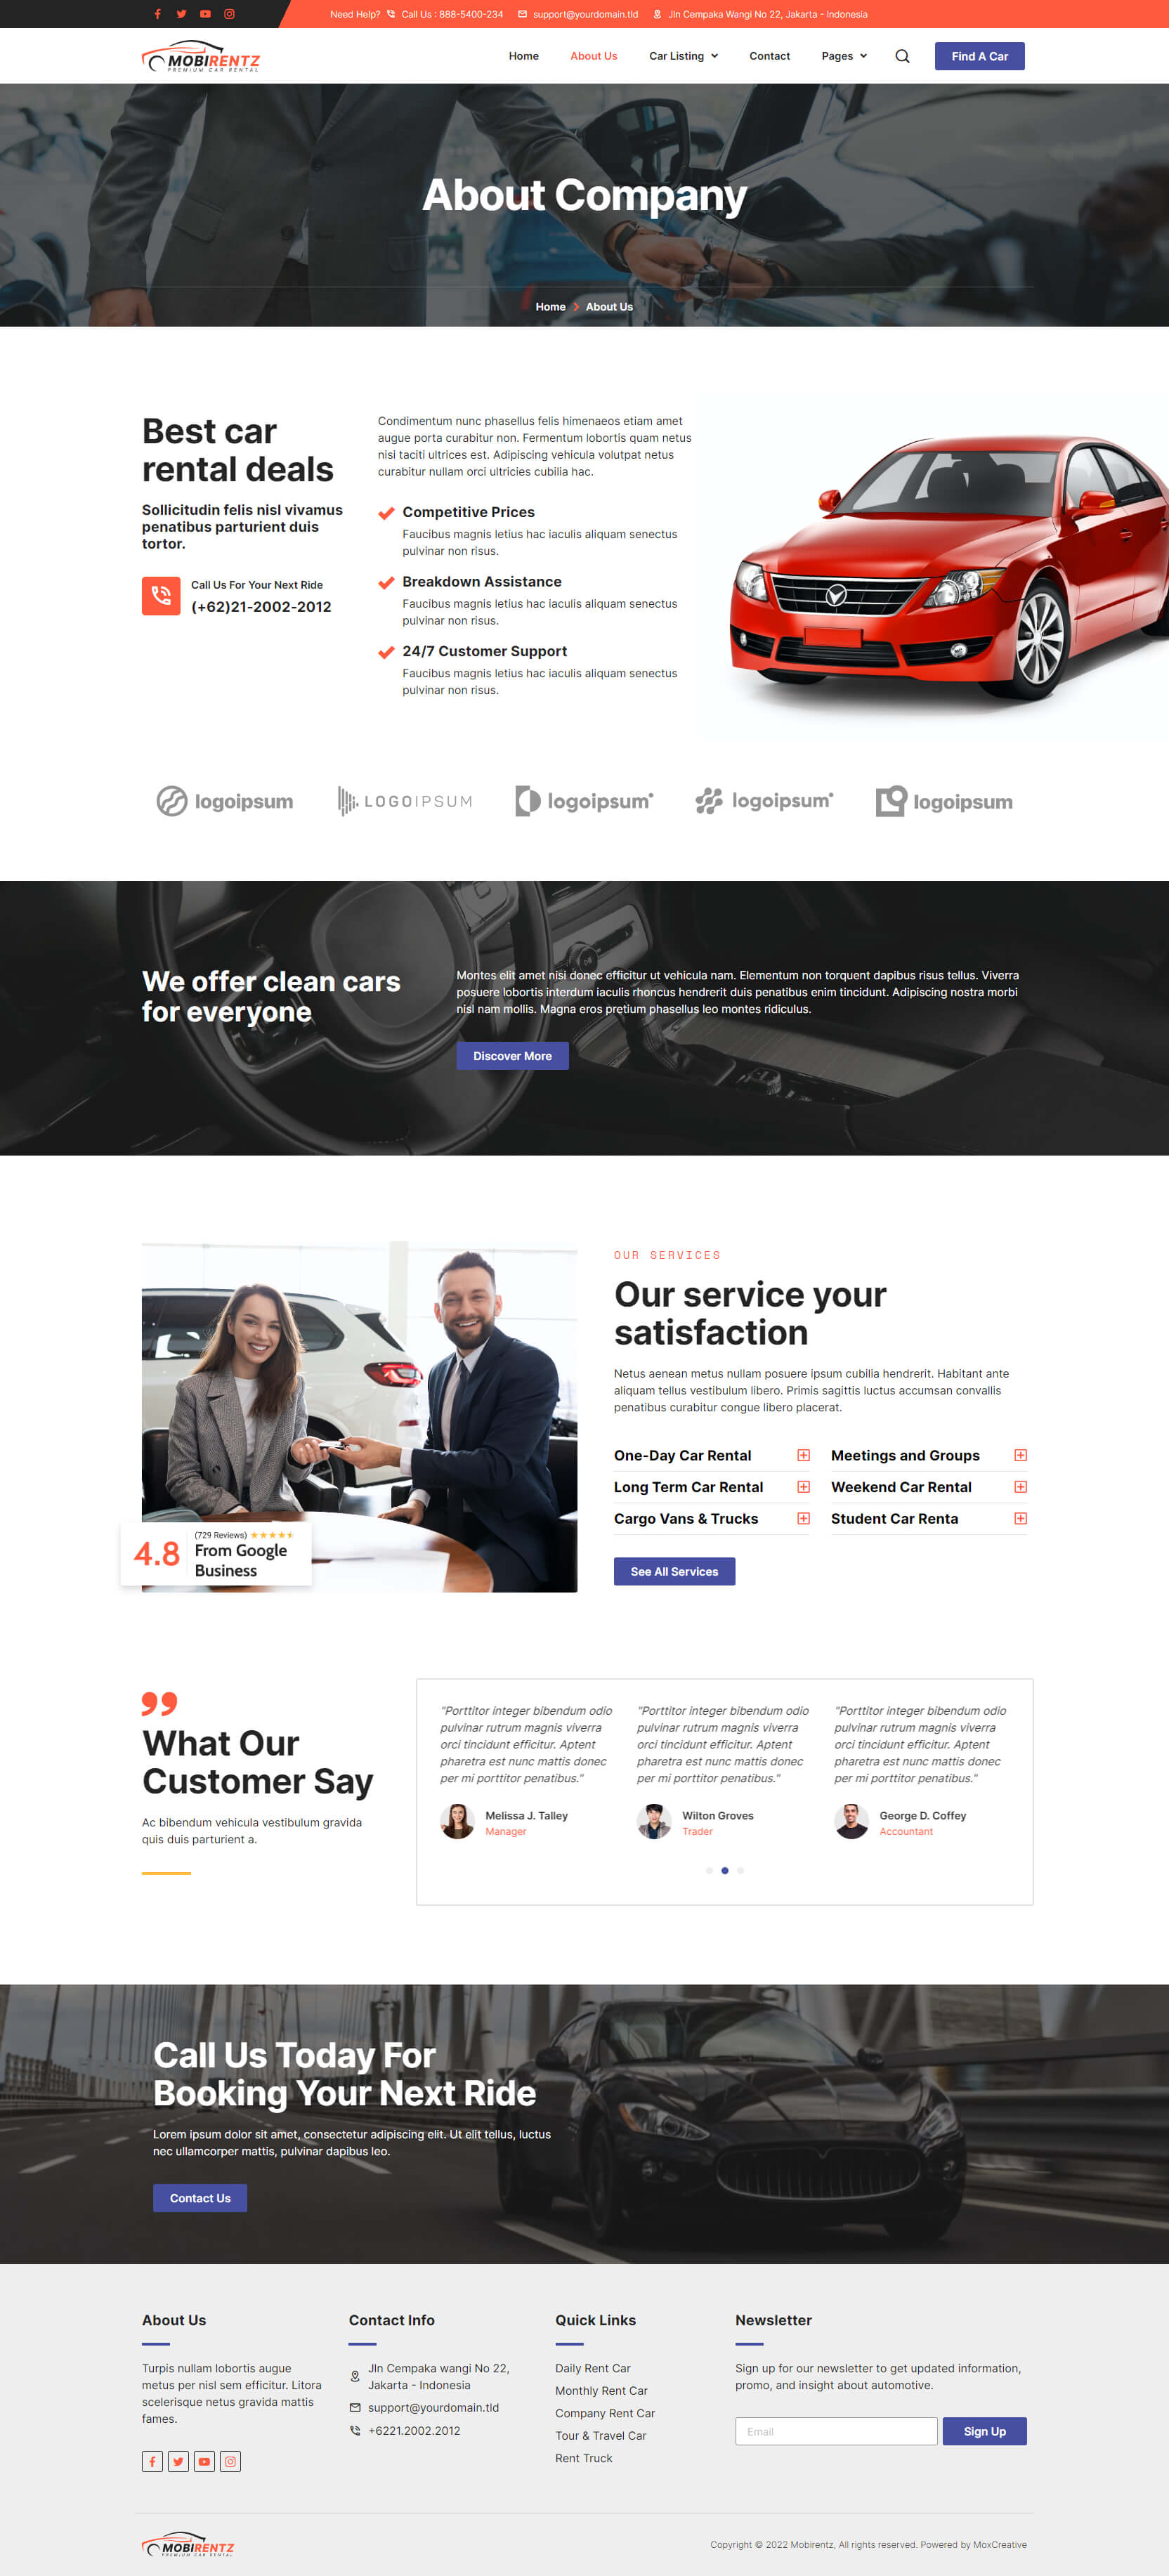 Need Help? Call Us : 888-5400-234 support@yourdomain.tld Jln Cempaka Wangi No 22, Jakarta - Indonesia
MOBIRENTZ
PREMIUM CAR RENTAL
Home About Us Car Listing Contact Pages Find A Car
About Company
Home About Us
Best car
rental deals
Sollicitudin felis nisl vivamus
penatibus parturient duis
tortor.
Call Us For Your Next Ride
(+62)21-2002-2012
Condimentum nunc phasellus felis himenaeos etiam amet
augue porta curabitur non. Fermentum lobortis quam netus
nisi taciti ultrices est. Adipiscing vehicula volutpat netus
curabitur nullam orci ultricies cubilia hac.
Competitive Prices
Faucibus magnis letius hac iaculis aliquam senectus
pulvinar non risus.
Breakdown Assistance
Faucibus magnis letius hac iaculis aliquam senectus
pulvinar non risus.
24/7 Customer Support
Faucibus magnis letius hac iaculis aliquam senectus
pulvinar non risus.
logoipsum LOGOIPSUM logoipsum logoipsum logoipsum
We offer clean cars
for everyone
Montes elit amet nisi donec efficitur ut vehicula nam. Elementum non torquent dapibus risus tellus. Viverra
posuere lobortis interdum iaculis rhoncus hendrerit duis penatibus enim tincidunt. Adipiscing nostra morbi
nisl nam mollis. Magna eros pretium phasellus leo montes ridiculus.
Discover More
4.8
(729 Reviews)
From Google
Business
OUR SERVICES
Our service your
satisfaction
Netus aenean metus nullam posuere ipsum cubilia hendrerit. Habitant ante
aliquam tellus vestibulum libero. Primis sagittis luctus accumsan convallis
penatibus curabitur congue libero placerat.
One-Day Car Rental
Long Term Car Rental
Cargo Vans & Trucks
Meetings and Groups
Weekend Car Rental
Student Car Renta
See All Services
What Our
Customer Say
Ac bibendum vehicula vestibulum gravida
quis duis parturient a.
"Porttitor integer bibendum odio
pulvinar rutrum magnis viverra
orci tincidunt efficitur. Aptent
pharetra est nunc mattis donec
per mi porttitor penatibus."
Melissa J. Talley
Manager
"Porttitor integer bibendum odio
pulvinar rutrum magnis viverra
orci tincidunt efficitur. Aptent
pharetra est nunc mattis donec
per mi porttitor penatibus."
Wilton Groves
Trader
"Porttitor integer bibendum odio
pulvinar rutrum magnis viverra
orci tincidunt efficitur. Aptent
pharetra est nunc mattis donec
per mi porttitor penatibus."
George D. Coffey
Accountant
Call Us Today For
Booking Your Next Ride
Lorem ipsum dolor sit amet, consectetur adipiscing elit. Ut elit tellus, luctus
nec ullamcorper mattis, pulvinar dapibus leo.
Contact Us
About Us
Turpis nullam lobortis augue
metus per nisl sem efficitur. Litora
scelerisque netus gravida mattis
fames.
Contact Info
Jln Cempaka wangi No 22,
Jakarta - Indonesia
support@yourdomain.tld
+6221.2002.2012
Quick Links
Daily Rent Car
Monthly Rent Car
Company Rent Car
Tour & Travel Car
Rent Truck
Newsletter
Sign up for our newsletter to get updated information,
promo, and insight about automotive.
Email Sign Up
MOBIRENTZ
PREMIUM CAR RENTAL
Copyright © 2022 Mobirentz, All rights reserved. Powered by MoxCreative